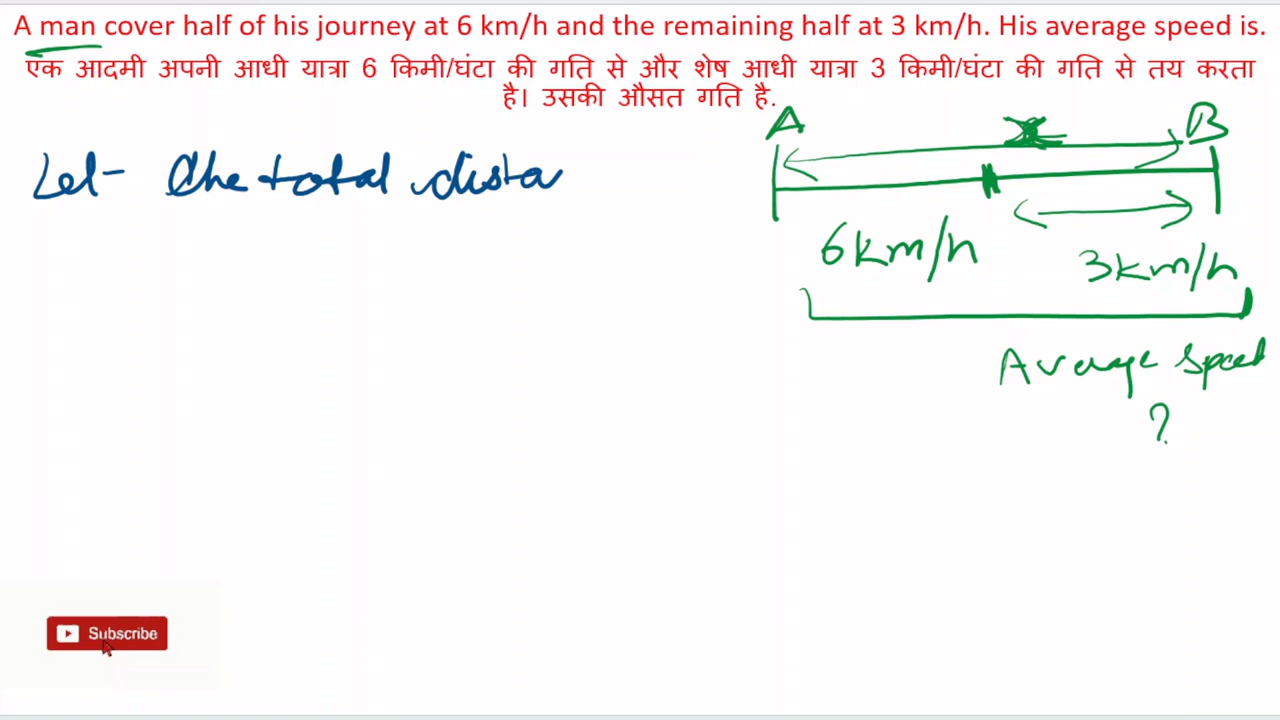 A man cover half of his journey at 6 km/h and the remaining half at 3 km/h. His average speed is.
एक आदमी अपनी आधी यात्रा 6 किमी/घंटा की गति से और शेष आधी यात्रा 3 किमी/घंटा की गति से तय करता
है। उसकी औसत गति है.
A B
Let the total dista
6km/h 3km/h
Average speed
?
Subscribe